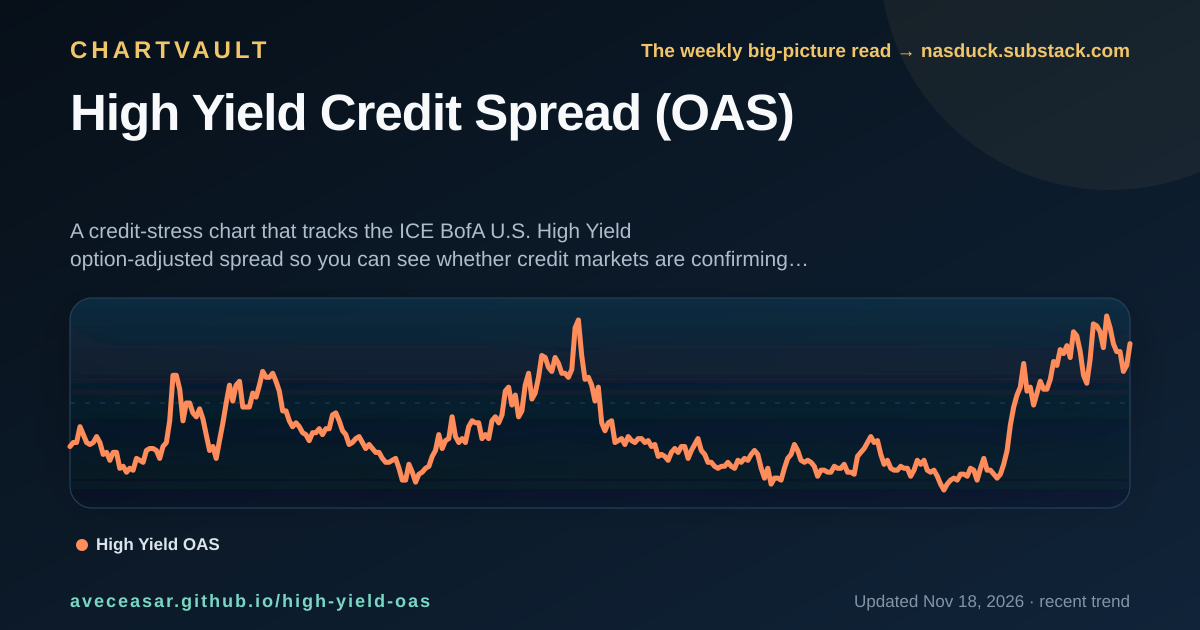 CHARTVAULT
The weekly big-picture read → nasduck.substack.com
High Yield Credit Spread (OAS)
A credit-stress chart that tracks the ICE BofA U.S. High Yield
option-adjusted spread so you can see whether credit markets are confirming…
High Yield OAS
aveceasar.github.io/high-yield-oas
Updated Nov 18, 2026 · recent trend